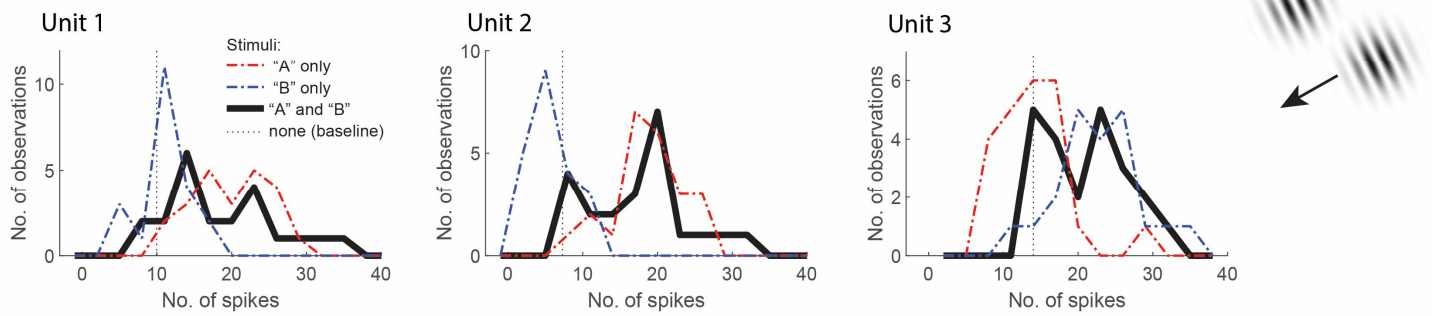 Unit 1
Stimuli:
"A" only
"B" only
"A" and "B"
none (baseline)
No. of observations
10
5
0
0
10
20
30
40
No. of spikes
Unit 2
No. of observations
10
5
0
0
10
20
30
40
No. of spikes
Unit 3
No. of observations
6
4
2
0
0
10
20
30
40
No. of spikes